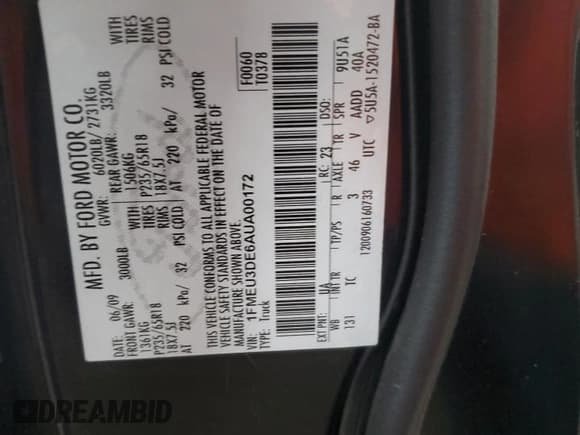 MFD. BY FORD MOTOR CO.
DATE: 06/09 GVWR: 6020LB/ 2731KG
FRONT GAWR: 3000LB REAR GAWR: 3320LB
1361KG WITH 1506KG WITH
P235/65R18 TIRES P235/65R18 TIRES
18X7.5J RIMS 18X7.5J RIMS
AT 220 kPa/ 32 PSI COLD AT 220 kPa/ 32 PSI COLD
THIS VEHICLE CONFORMS TO ALL APPLICABLE FEDERAL MOTOR
VEHICLE SAFETY STANDARDS IN EFFECT ON THE DATE OF
MANUFACTURE SHOWN ABOVE.
VIN: 1FMEU3DE6AUA00172
TYPE: Truck
F0060
T0378
EXT PNT: UA RC: 23 DSO:
WB INT TR TP/PS R AXLE TR SPR 9U51A
131 TC 3 46 V AADD 40A
1200906160733 UTC ▽5U5A-1520472-BA
DREAMBID